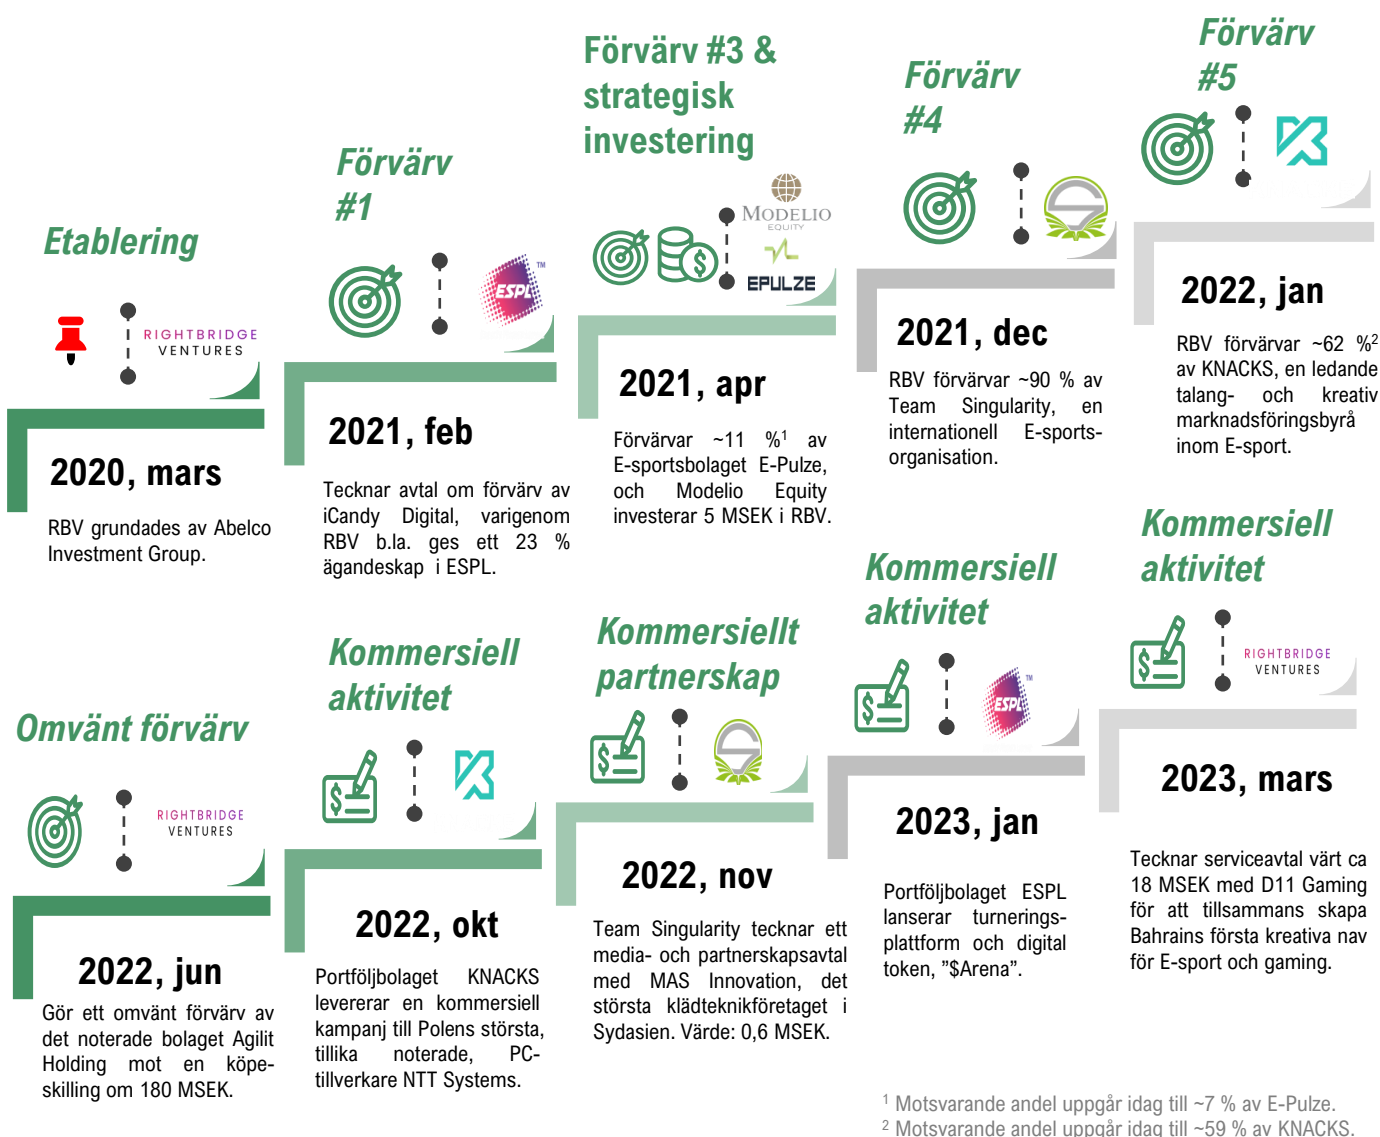 Etablering
RIGHTBRIDGE
VENTURES
2020, mars
RBV grundades av Abelco
Investment Group.
Förvärv
#1
ESPL
TM
2021, feb
Tecknar avtal om förvärv av
iCandy Digital, varigenom
RBV b.la. ges ett 23 %
ägandeskap i ESPL.
Förvärv #3 &
strategisk
investering
MODELIO
EQUITY
EPULZE
2021, apr
Förvärvar ~11 %¹ av
E-sportsbolaget E-Pulze,
och Modelio Equity
investerar 5 MSEK i RBV.
Förvärv
#4
2021, dec
RBV förvärvar ~90 % av
Team Singularity, en
internationell E-sports-
organisation.
Förvärv
#5
2022, jan
RBV förvärvar ~62 %²
av KNACKS, en ledande
talang- och kreativ
marknadsföringsbyrå
inom E-sport.
Omvänt förvärv
RIGHTBRIDGE
VENTURES
2022, jun
Gör ett omvänt förvärv av
det noterade bolaget Agilit
Holding mot en köpe-
skilling om 180 MSEK.
Kommersiell
aktivitet
2022, okt
Portföljbolaget KNACKS
levererar en kommersiell
kampanj till Polens största,
tillika noterade, PC-
tillverkare NTT Systems.
Kommersiellt
partnerskap
2022, nov
Team Singularity tecknar ett
media- och partnerskapsavtal
med MAS Innovation, det
största klädteknikföretaget i
Sydasien. Värde: 0,6 MSEK.
Kommersiell
aktivitet
ESPL
TM
2023, jan
Portföljbolaget ESPL
lanserar turnerings-
plattform och digital
token, ”$Arena”.
Kommersiell
aktivitet
RIGHTBRIDGE
VENTURES
2023, mars
Tecknar serviceavtal värt ca
18 MSEK med D11 Gaming
för att tillsammans skapa
Bahrains första kreativa nav
för E-sport och gaming.
¹ Motsvarande andel uppgår idag till ~7 % av E-Pulze.
² Motsvarande andel uppgår idag till ~59 % av KNACKS.